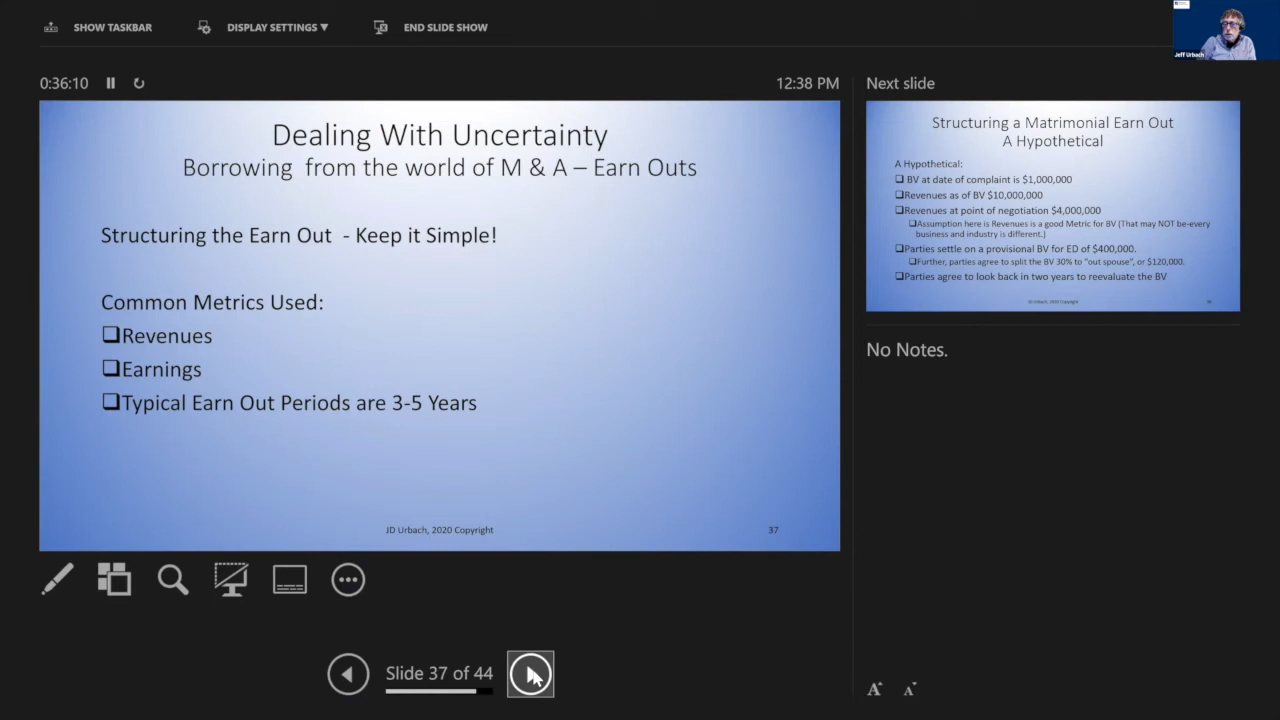 SHOW TASKBAR
DISPLAY SETTINGS ▼
END SLIDE SHOW
Jeff Urbach
0:36:10
12:38 PM
Dealing With Uncertainty
Borrowing from the world of M & A – Earn Outs
Structuring the Earn Out - Keep it Simple!
Common Metrics Used:
❑Revenues
❑Earnings
❑Typical Earn Out Periods are 3-5 Years
JD Urbach, 2020 Copyright
37
Next slide
Structuring a Matrimonial Earn Out
A Hypothetical
A Hypothetical:
❑ BV at date of complaint is $1,000,000
❑Revenues as of BV $10,000,000
❑Revenues at point of negotiation $4,000,000
❑Assumption here is Revenues is a good Metric for BV (That may NOT be-every
business and industry is different.)
❑Parties settle on a provisional BV for ED of $400,000.
❑Further, parties agree to split the BV 30% to "out spouse", or $120,000.
❑Parties agree to look back in two years to reevaluate the BV
JD Urbach 2020 Copyright
No Notes.
Slide 37 of 44
A A